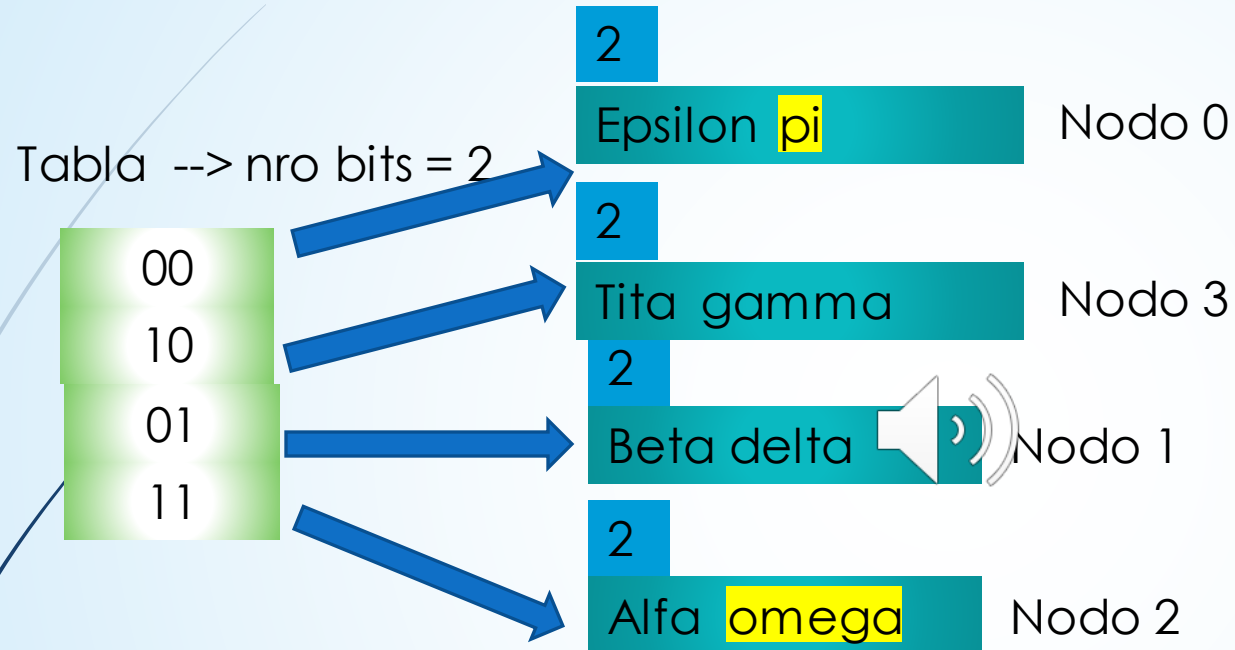 Tabla --> nro bits = 2
00
10
01
11
2
Epsilon pi Nodo 0
2
Tita gamma Nodo 3
2
Beta delta Nodo 1
2
Alfa omega Nodo 2